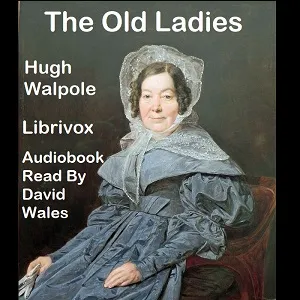 The Old Ladies
Hugh
Walpole
Librivox
Audiobook
Read By
David
Wales